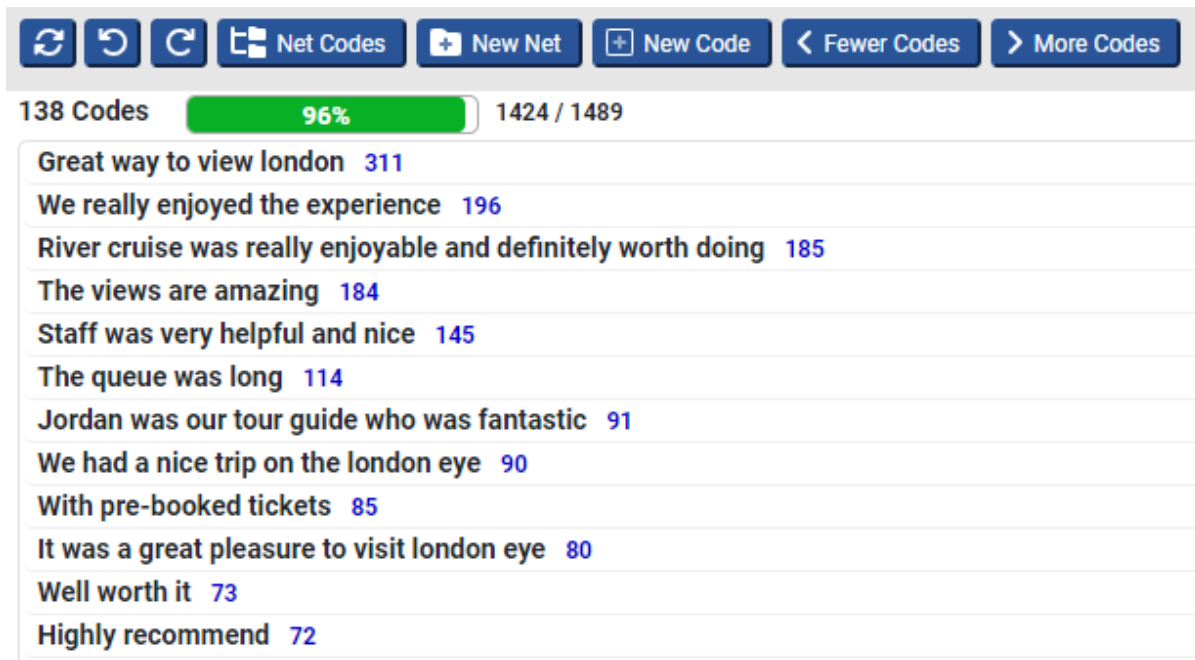 Net Codes New Net New Code Fewer Codes More Codes
138 Codes 96% 1424 / 1489
Great way to view london 311
We really enjoyed the experience 196
River cruise was really enjoyable and definitely worth doing 185
The views are amazing 184
Staff was very helpful and nice 145
The queue was long 114
Jordan was our tour guide who was fantastic 91
We had a nice trip on the london eye 90
With pre-booked tickets 85
It was a great pleasure to visit london eye 80
Well worth it 73
Highly recommend 72